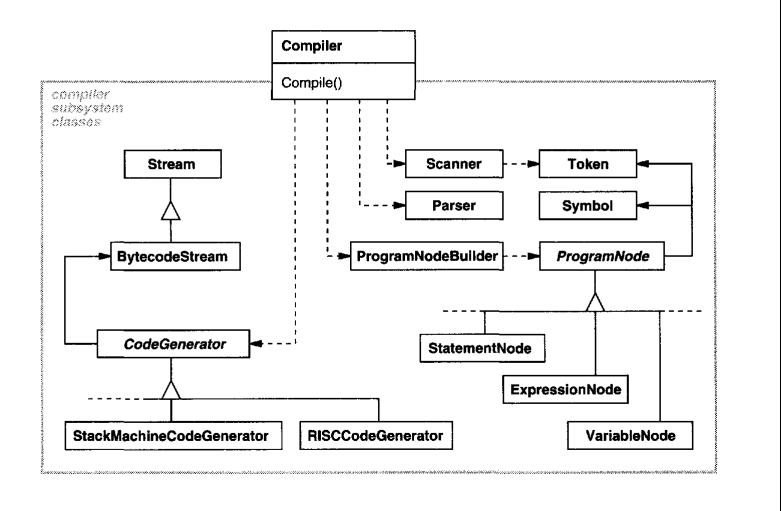 Compiler
Compile()
compiler
subsystem
classes
Stream
Scanner
Token
Parser
Symbol
BytecodeStream
ProgramNodeBuilder
ProgramNode
CodeGenerator
StatementNode
ExpressionNode
StackMachineCodeGenerator
RISCCodeGenerator
VariableNode